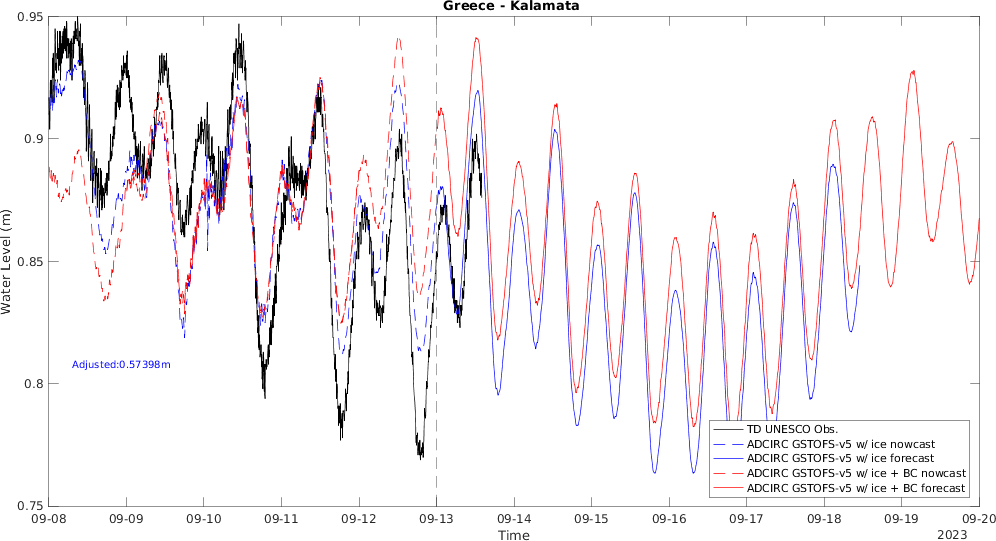 Greece - Kalamata
0.95
0.9
0.85
0.8
0.75
Water Level (m)
Adjusted:0.57398m
TD UNESCO Obs.
ADCIRC GSTOFS-v5 w/ ice nowcast
ADCIRC GSTOFS-v5 w/ ice forecast
ADCIRC GSTOFS-v5 w/ ice + BC nowcast
ADCIRC GSTOFS-v5 w/ ice + BC forecast
09-08 09-09 09-10 09-11 09-12 09-13 09-14 09-15 09-16 09-17 09-18 09-19 09-20
Time
2023